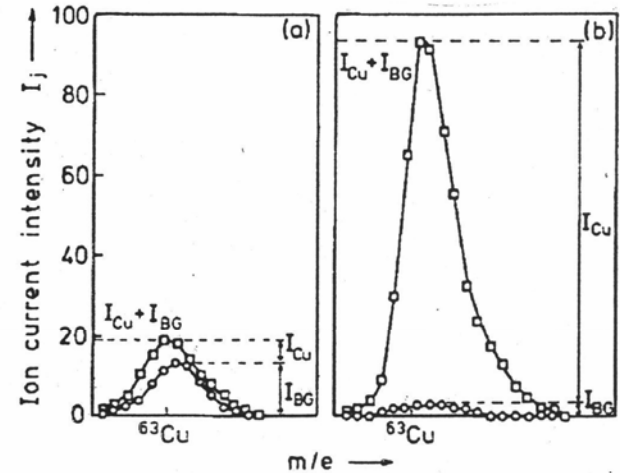 Ion current intensity I_j
100
80
60
40
20
0
(a)
I_Cu + I_BG
I_Cu
I_BG
⁶³Cu
(b)
I_Cu + I_BG
I_Cu
I_BG
⁶³Cu
m/e